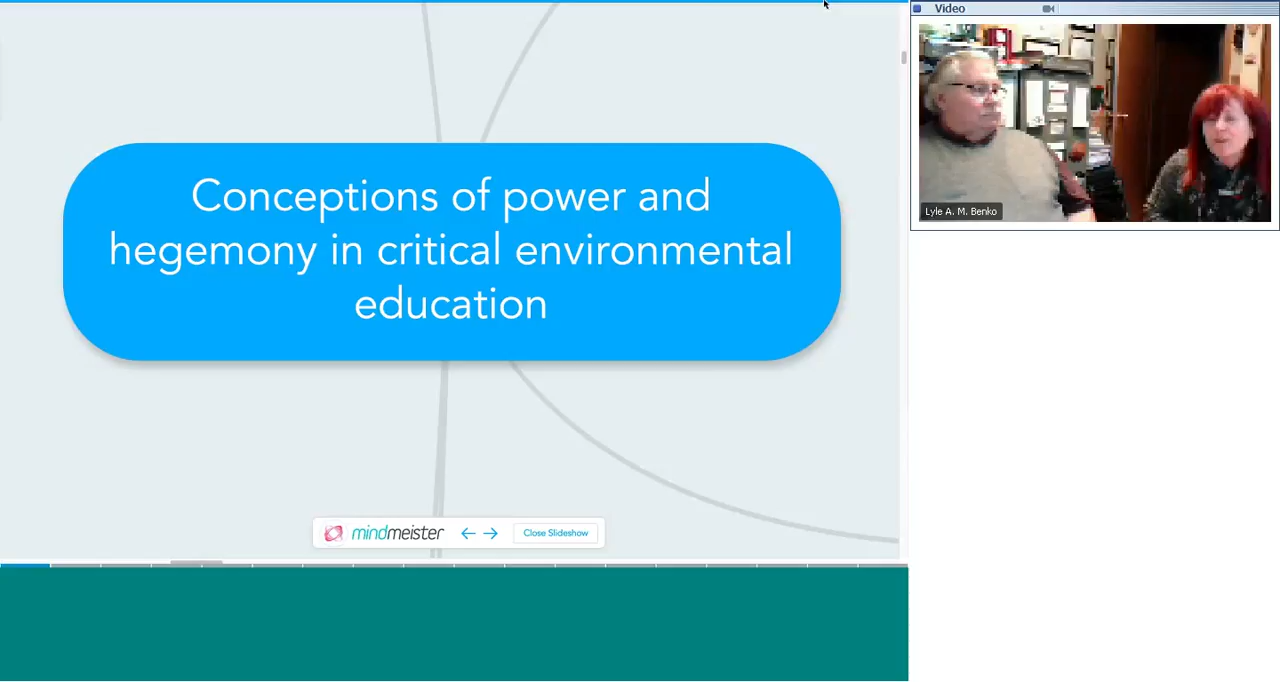 Video
Conceptions of power and
hegemony in critical environmental
education
Lyle A. M. Benko
mindmeister
Close Slideshow